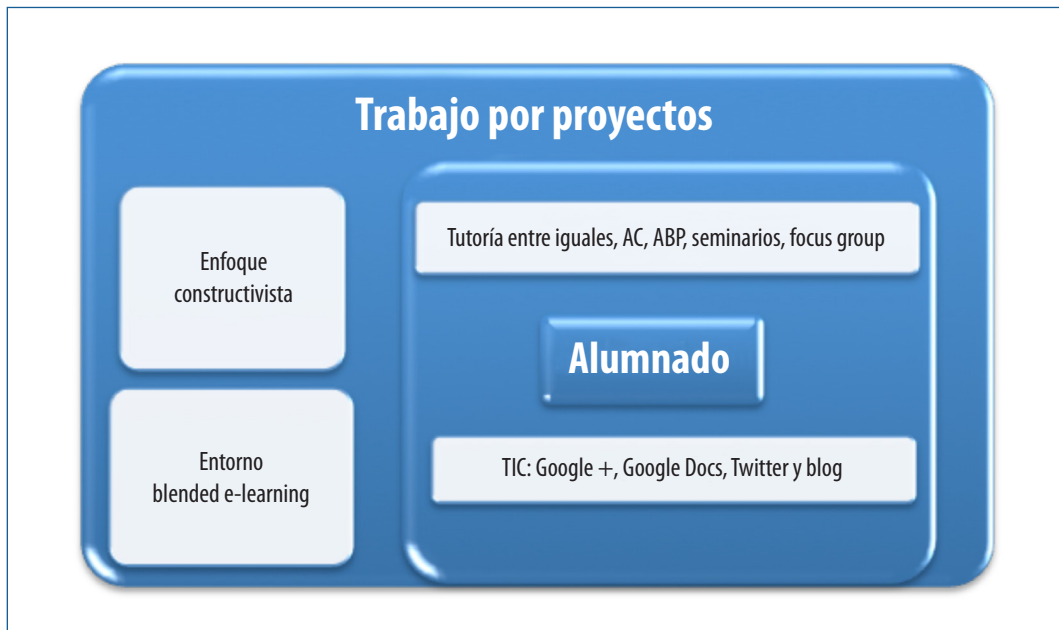 Trabajo por proyectos
Enfoque
constructivista
Entorno
blended e-learning
Tutoría entre iguales, AC, ABP, seminarios, focus group
Alumnado
TIC: Google +, Google Docs, Twitter y blog